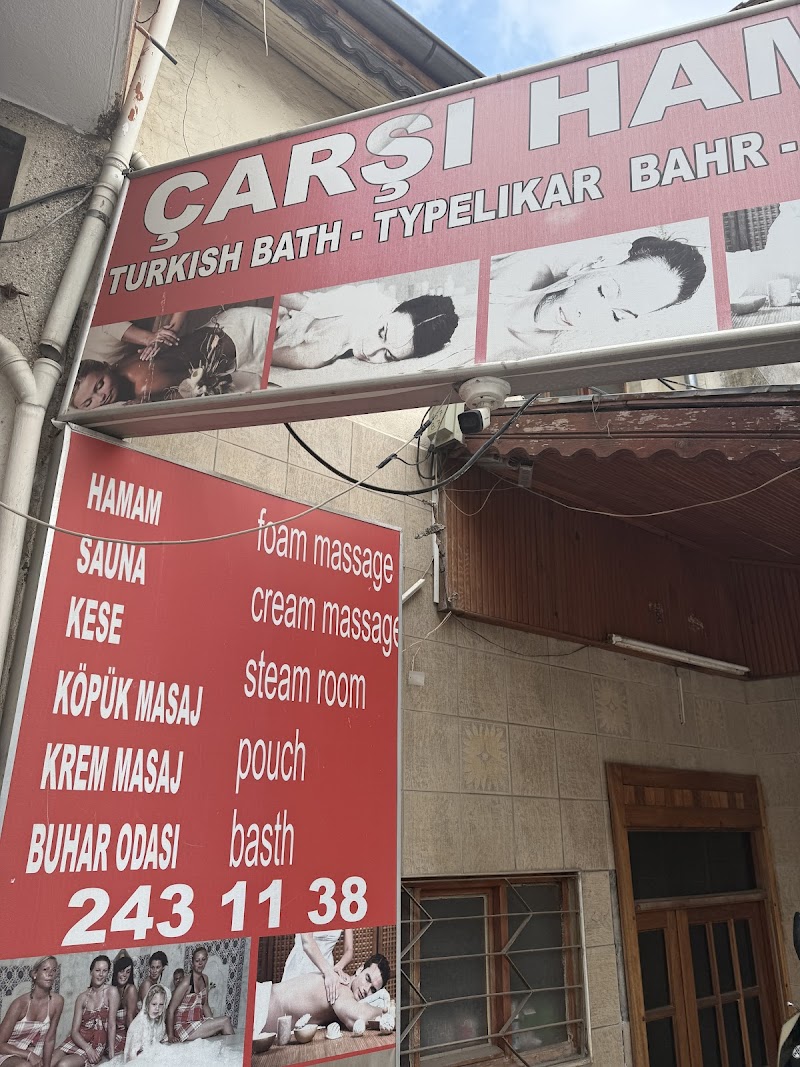 ÇARŞI HAM
TURKISH BATH - TYPELIKAR BAHR -
HAMAM
SAUNA
KESE
KÖPÜK MASAJ
KREM MASAJ
BUHAR ODASI
foam massage
cream massage
steam room
pouch
basth
243 11 38